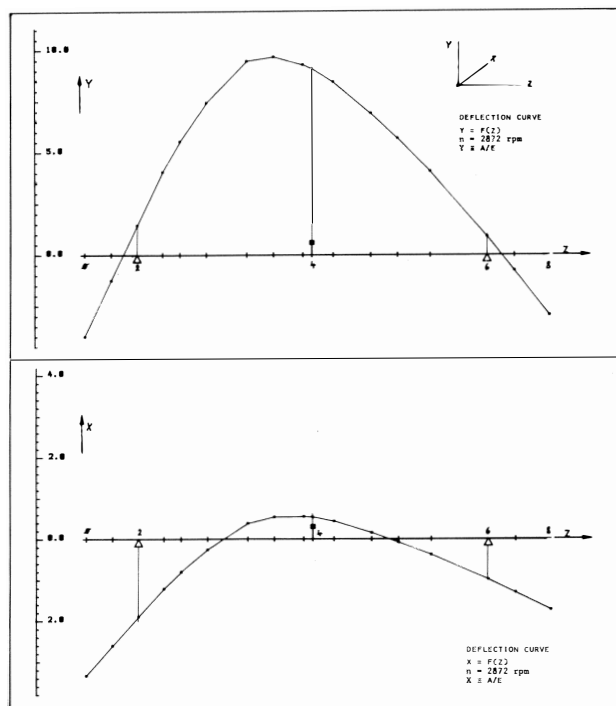 10.0
Y
Y
X
Z
DEFLECTION CURVE
Y = F(Z)
n = 2872 rpm
Y ≡ A/E
5.0
0.0
2
4
6
8
Z
4.0
X
2.0
0.0
2
4
6
8
Z
2.0
DEFLECTION CURVE
X = F(Z)
n = 2872 rpm
X ≡ A/E